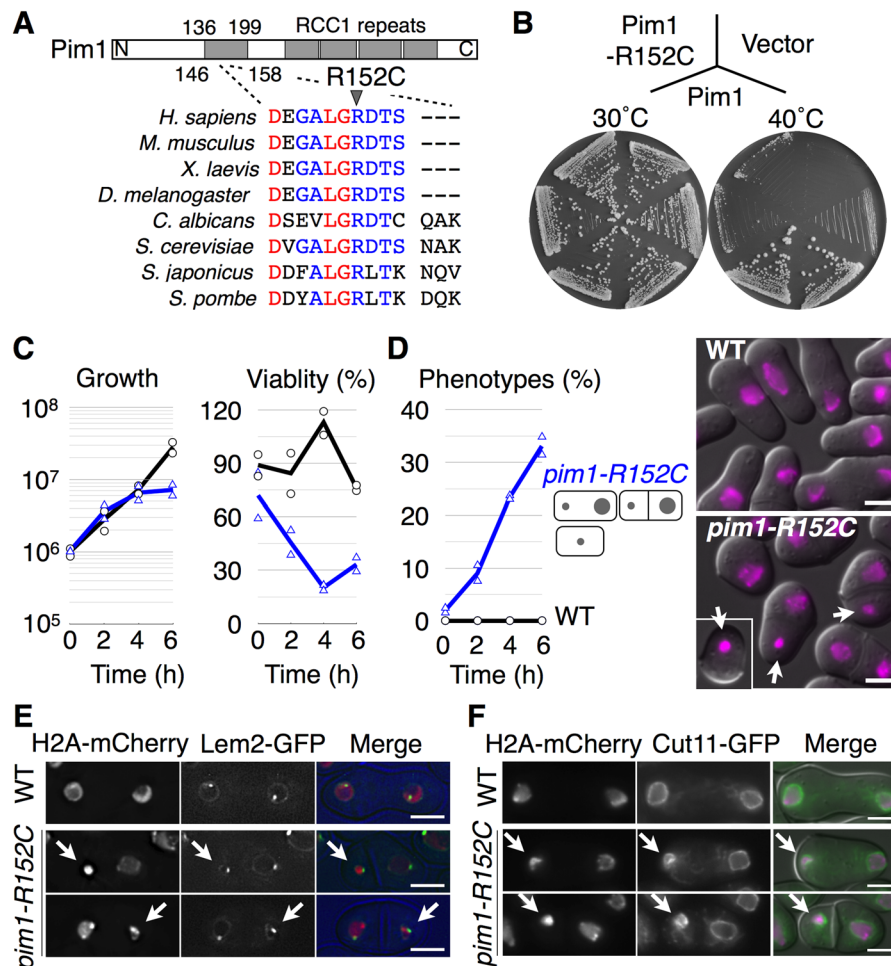 A
136 199 RCC1 repeats
Pim1 N C
146 158 R152C
H. sapiens DEGALGRDTS ---
M. musculus DEGALGRDTS ---
X. laevis DEGALGRDTS ---
D. melanogaster DEGALGRDTS ---
C. albicans DSEVLGRDTC QAK
S. cerevisiae DVGALGRDTS NAK
S. japonicus DDFALGRLTK NQV
S. pombe DDYALGRLTK DQK
B
Pim1
-R152C
Vector
Pim1
30˚C 40˚C
C
Growth
10⁸
10⁷
10⁶
10⁵
0 2 4 6
Time (h)
Viablity (%)
120
90
60
30
0
0 2 4 6
Time (h)
D
Phenotypes (%)
40
30
20
10
0
0 2 4 6
Time (h)
pim1-R152C
WT
WT
pim1-R152C
E
H2A-mCherry Lem2-GFP Merge
WT
pim1-R152C
F
H2A-mCherry Cut11-GFP Merge
WT
pim1-R152C